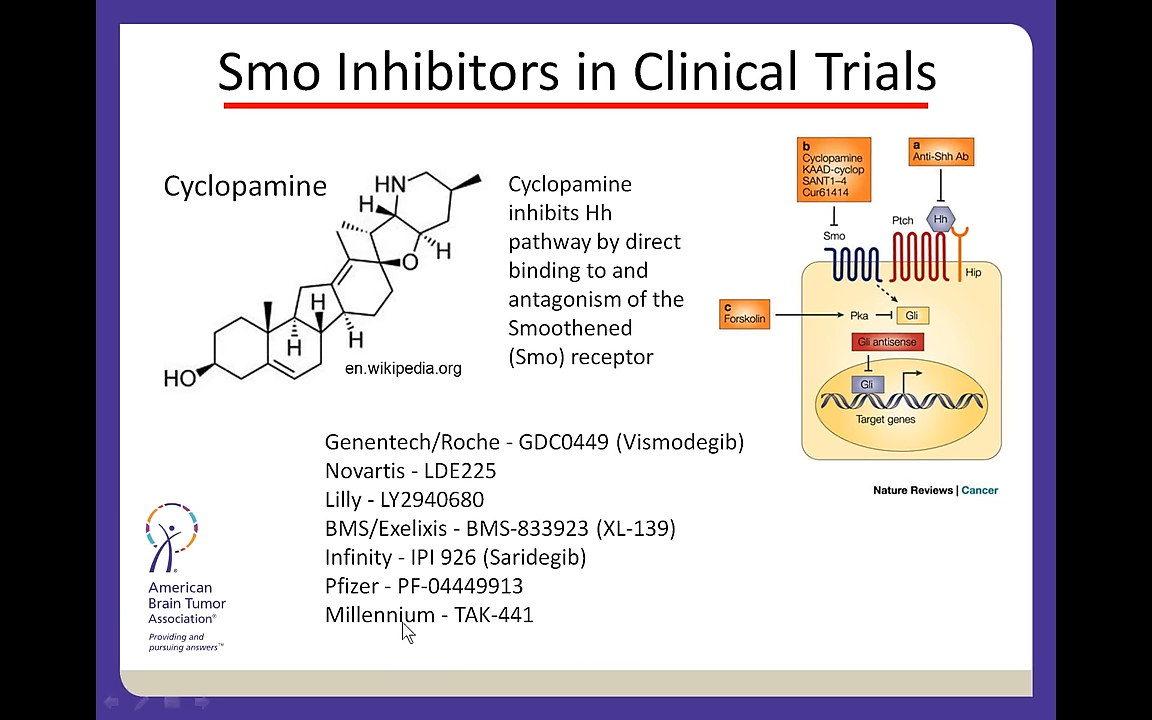 Smo Inhibitors in Clinical Trials
Cyclopamine
HN
H
H
O
H
H
H
HO
en.wikipedia.org
Cyclopamine
inhibits Hh
pathway by direct
binding to and
antagonism of the
Smoothened
(Smo) receptor
b
Cyclopamine
KAAD-cyclop
SANT1–4
Cur61414
a
Anti-Shh Ab
Smo
Ptch
Hh
Hip
c
Forskolin
Pka
Gli
Gli antisense
Gli
Target genes
Nature Reviews | Cancer
Genentech/Roche - GDC0449 (Vismodegib)
Novartis - LDE225
Lilly - LY2940680
BMS/Exelixis - BMS-833923 (XL-139)
Infinity - IPI 926 (Saridegib)
Pfizer - PF-04449913
Millennium - TAK-441
American
Brain Tumor
Association®
Providing and
pursuing answers™